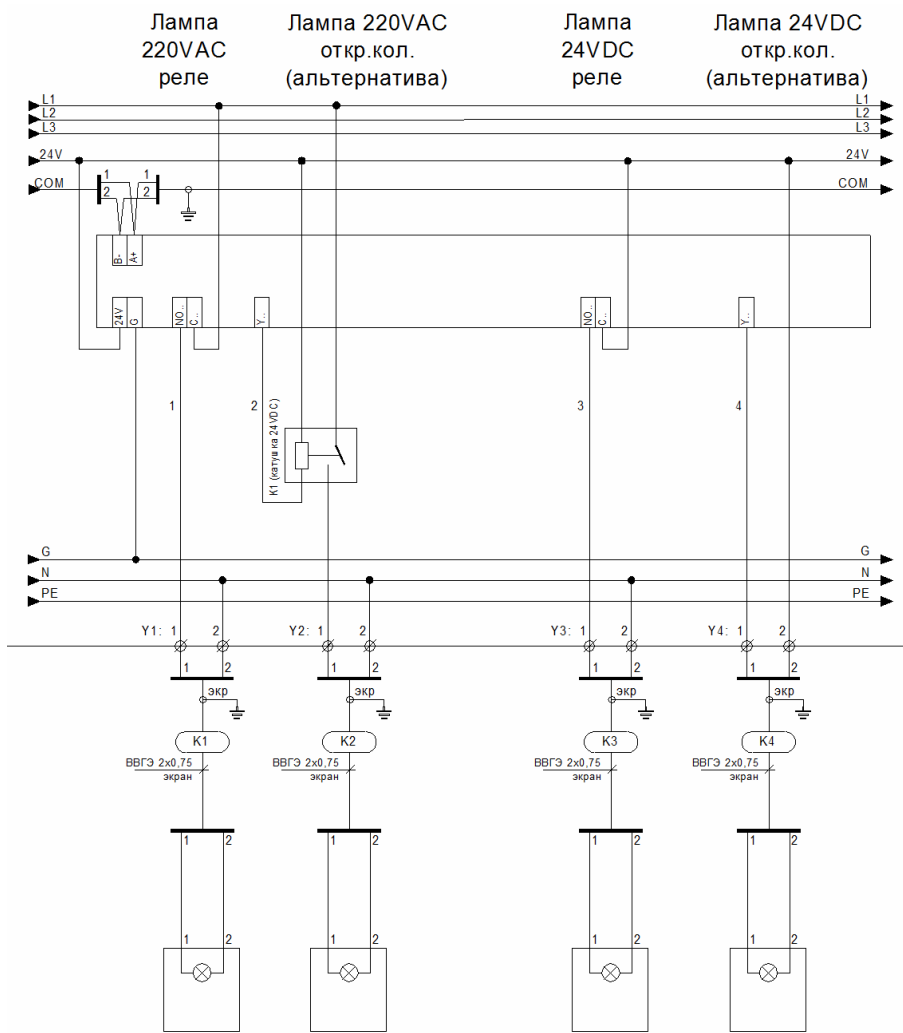 Лампа
220VAC
реле
Лампа 220VAC
откр.кол.
(альтернатива)
Лампа
24VDC
реле
Лампа 24VDC
откр.кол.
(альтернатива)
L1 L1
L2 L2
L3 L3
24V 24V
COM 1 1 COM
2 2
B- A+
24V G NO.. C.. Y.. NO.. C.. Y..
1 2 3 4
K1 (катушка 24VDC)
G G
N N
PE PE
Y1: 1 2 Y2: 1 2 Y3: 1 2 Y4: 1 2
1 2 1 2 1 2 1 2
экр экр экр экр
K1 K2 K3 K4
ВВГЭ 2x0,75 ВВГЭ 2x0,75 ВВГЭ 2x0,75 ВВГЭ 2x0,75
экран экран экран экран
1 2 1 2 1 2 1 2
1 2 1 2 1 2 1 2